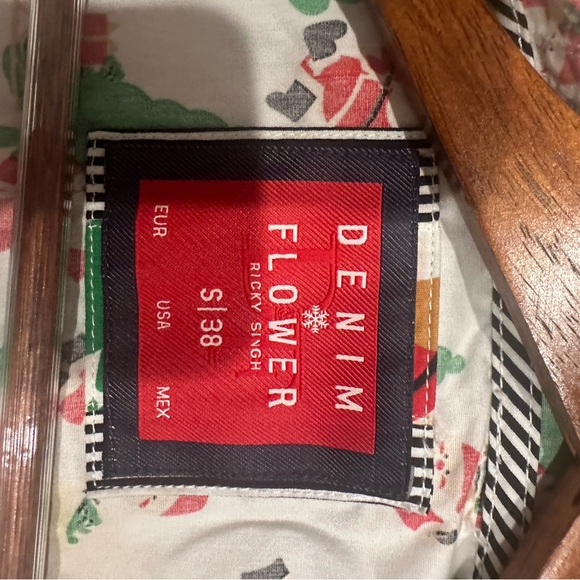 DENIM
FLOWER
RICKY SINGH
S|38
EUR USA MEX